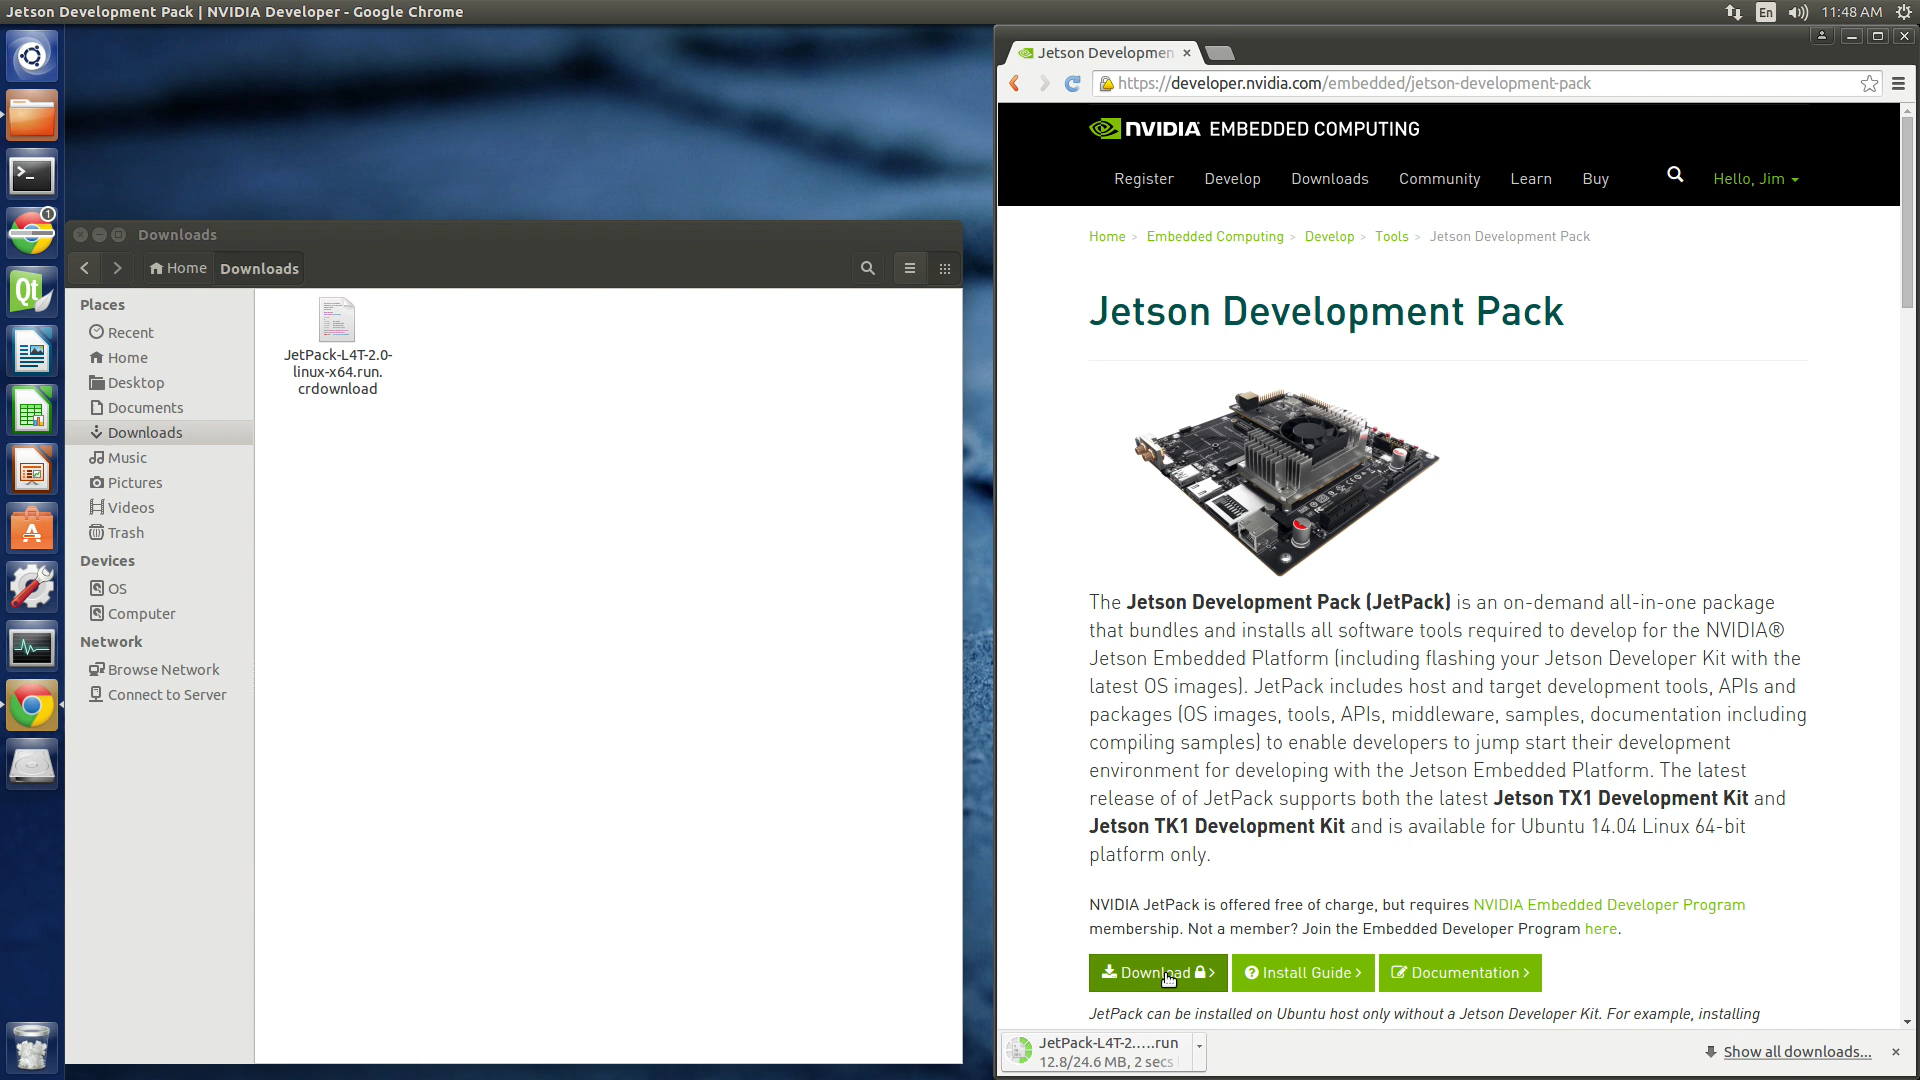 Jetson Development Pack | NVIDIA Developer - Google Chrome
En
11:48 AM
1
Qt
Downloads
Home
Downloads
Places
Recent
Home
Desktop
Documents
Downloads
Music
Pictures
Videos
Trash
Devices
OS
Computer
Network
Browse Network
Connect to Server
JetPack-L4T-2.0-
linux-x64.run.
crdownload
Jetson Developmen
https://developer.nvidia.com/embedded/jetson-development-pack
NVIDIA EMBEDDED COMPUTING
Register Develop Downloads Community Learn Buy Hello, Jim
Home > Embedded Computing > Develop > Tools > Jetson Development Pack
Jetson Development Pack
The Jetson Development Pack (JetPack) is an on-demand all-in-one package
that bundles and installs all software tools required to develop for the NVIDIA®
Jetson Embedded Platform (including flashing your Jetson Developer Kit with the
latest OS images). JetPack includes host and target development tools, APIs and
packages (OS images, tools, APIs, middleware, samples, documentation including
compiling samples) to enable developers to jump start their development
environment for developing with the Jetson Embedded Platform. The latest
release of of JetPack supports both the latest Jetson TX1 Development Kit and
Jetson TK1 Development Kit and is available for Ubuntu 14.04 Linux 64-bit
platform only.
NVIDIA JetPack is offered free of charge, but requires NVIDIA Embedded Developer Program
membership. Not a member? Join the Embedded Developer Program here.
Download > Install Guide > Documentation >
JetPack can be installed on Ubuntu host only without a Jetson Developer Kit. For example, installing
JetPack-L4T-2.....run
12.8/24.6 MB, 2 secs
Show all downloads...